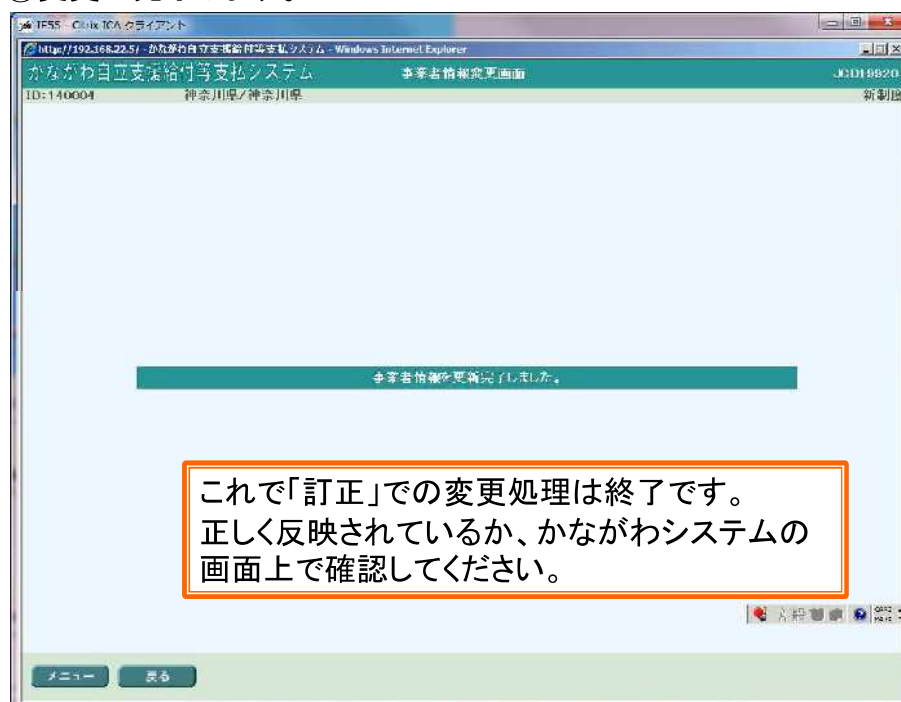 IE55 - Citrix ICA クライアント
http://192.168.22.5/ - かながわ自立支援給付等支払システム - Windows Internet Explorer
かながわ自立支援給付等支払システム 事業者情報変更画面 JCD19920
ID:140004 神奈川県/神奈川県 新制度
事業者情報を更新完了しました。
これで「訂正」での変更処理は終了です。
正しく反映されているか、かながわシステムの
画面上で確認してください。
メニュー 戻る